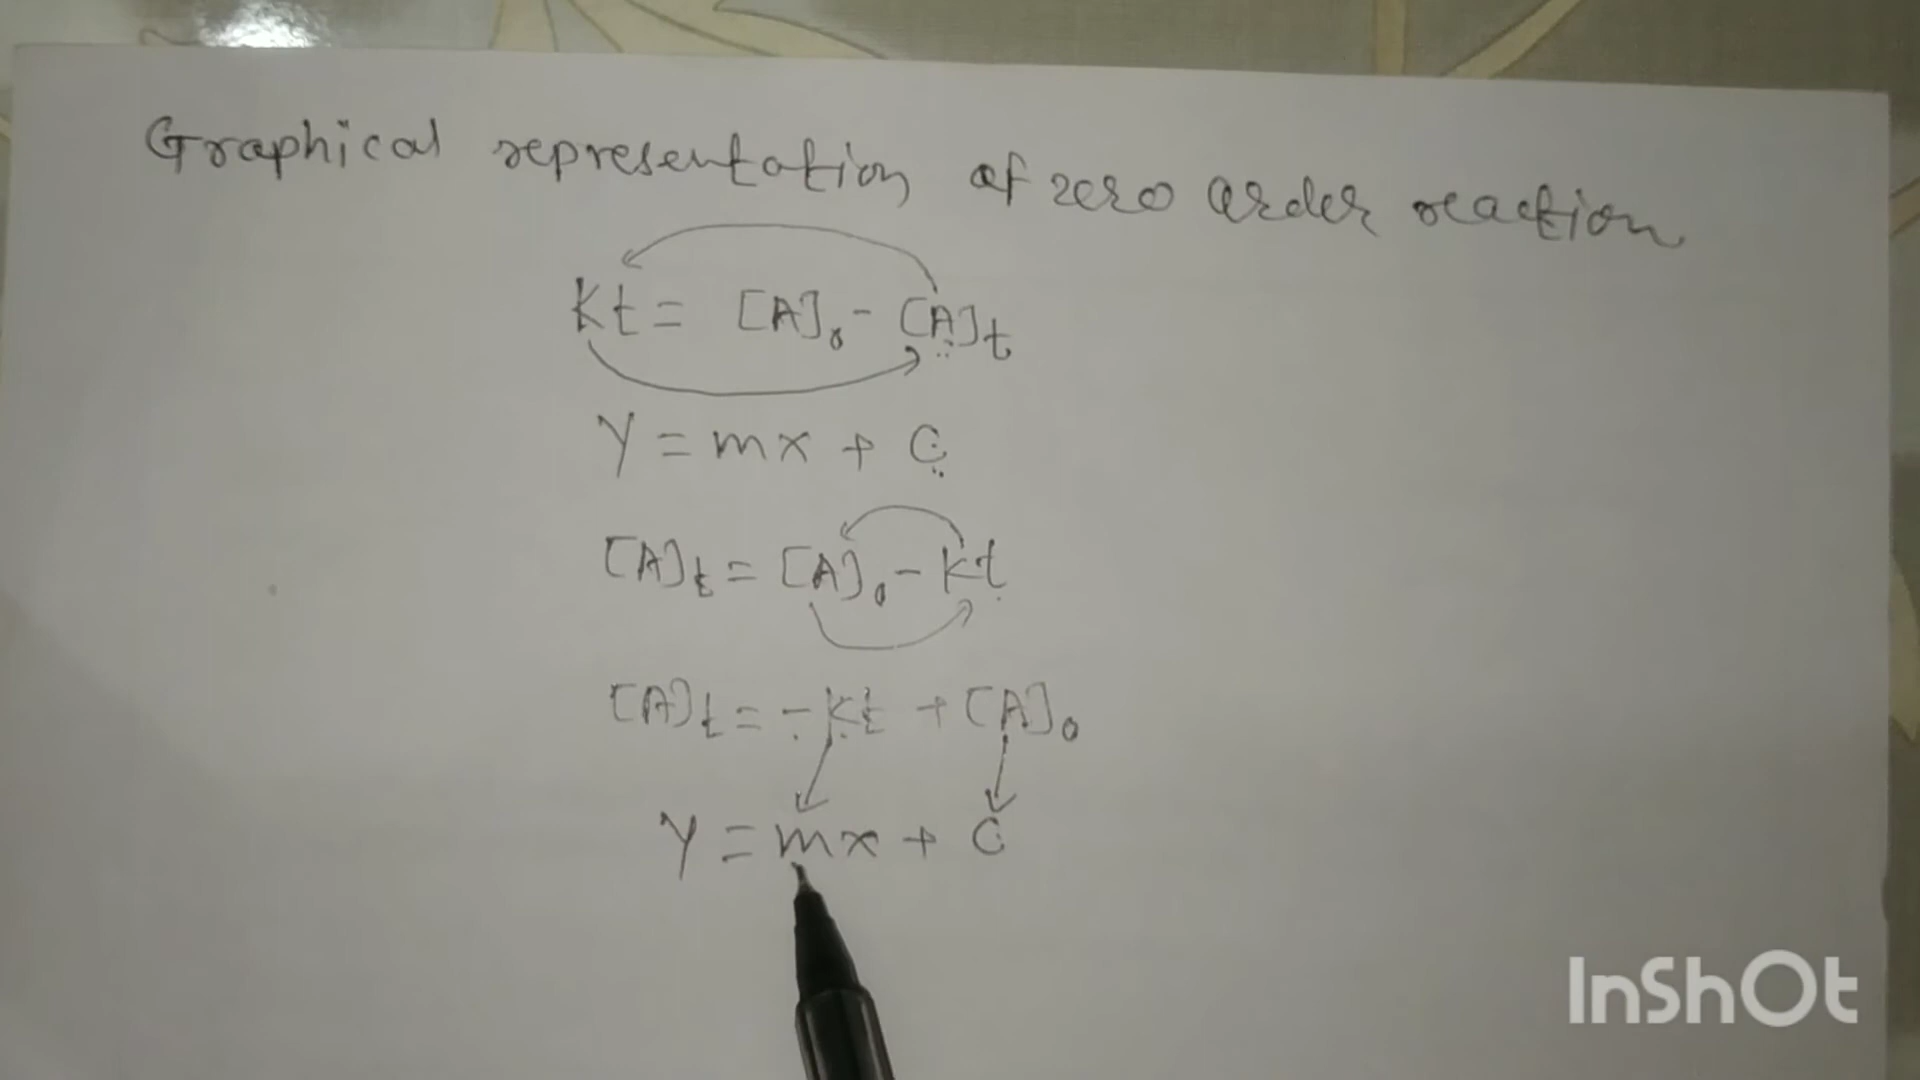 Graphical representation of zero order reaction
Kt = [A]₀ - [A]t
Y = mx + C
[A]t = [A]₀ - Kt
[A]t = -Kt + [A]₀
Y = mx + C
InShOt